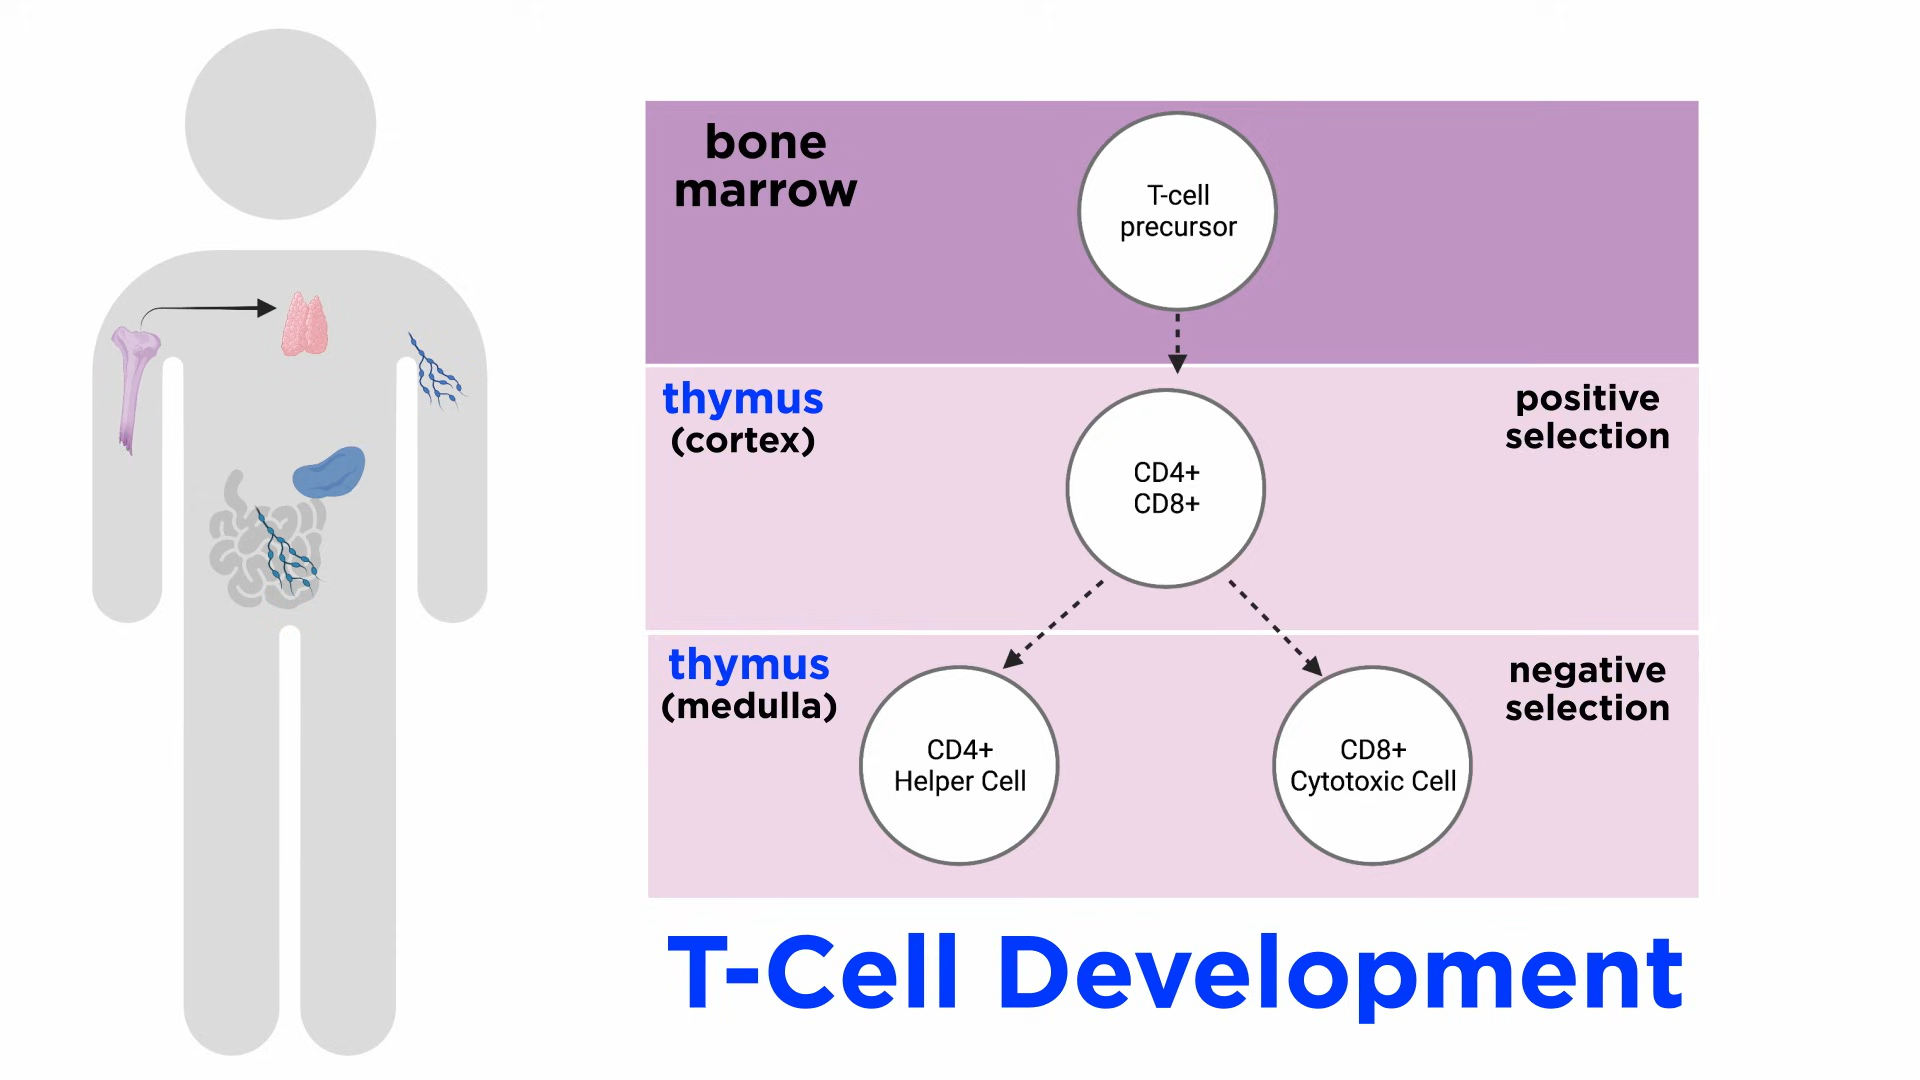 bone
marrow
T-cell
precursor
thymus
(cortex)
CD4+
CD8+
positive
selection
thymus
(medulla)
CD4+
Helper Cell
CD8+
Cytotoxic Cell
negative
selection
T-Cell Development